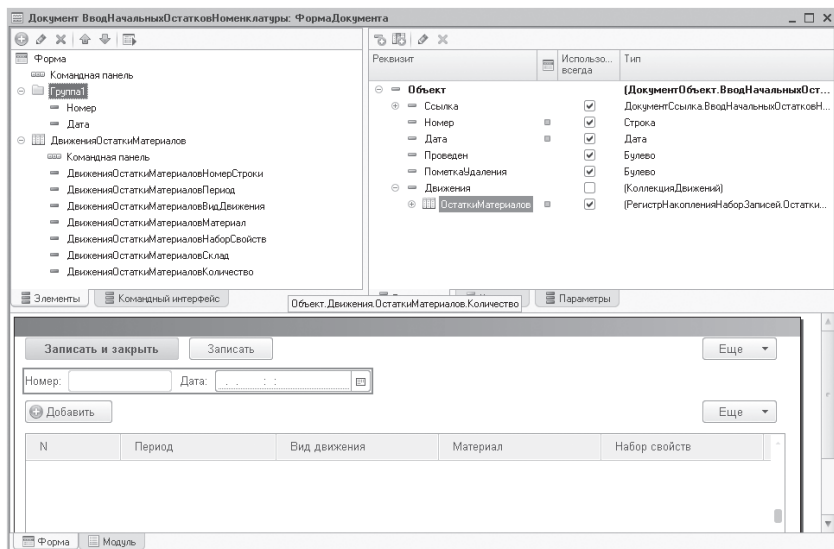 Документ ВводНачальныхОстатковНоменклатуры: ФормаДокумента
Форма
Командная панель
Группа1
Номер
Дата
ДвиженияОстаткиМатериалов
Командная панель
ДвиженияОстаткиМатериаловНомерСтроки
ДвиженияОстаткиМатериаловПериод
ДвиженияОстаткиМатериаловВидДвижения
ДвиженияОстаткиМатериаловМатериал
ДвиженияОстаткиМатериаловНаборСвойств
ДвиженияОстаткиМатериаловСклад
ДвиженияОстаткиМатериаловКоличество
Элементы Командный интерфейс
Реквизит Использо... всегда Тип
Объект (ДокументОбъект.ВводНачальныхОст...
Ссылка ДокументСсылка.ВводНачальныхОстатковН...
Номер Строка
Дата Дата
Проведен Булево
ПометкаУдаления Булево
Движения (КоллекцияДвижений)
ОстаткиМатериалов (РегистрНакопленияНаборЗаписей.Остатки...
Параметры
Объект.Движения.ОстаткиМатериалов.Количество
Записать и закрыть Записать Еще
Номер: Дата: . . : :
Добавить Еще
N Период Вид движения Материал Набор свойств
Форма Модуль